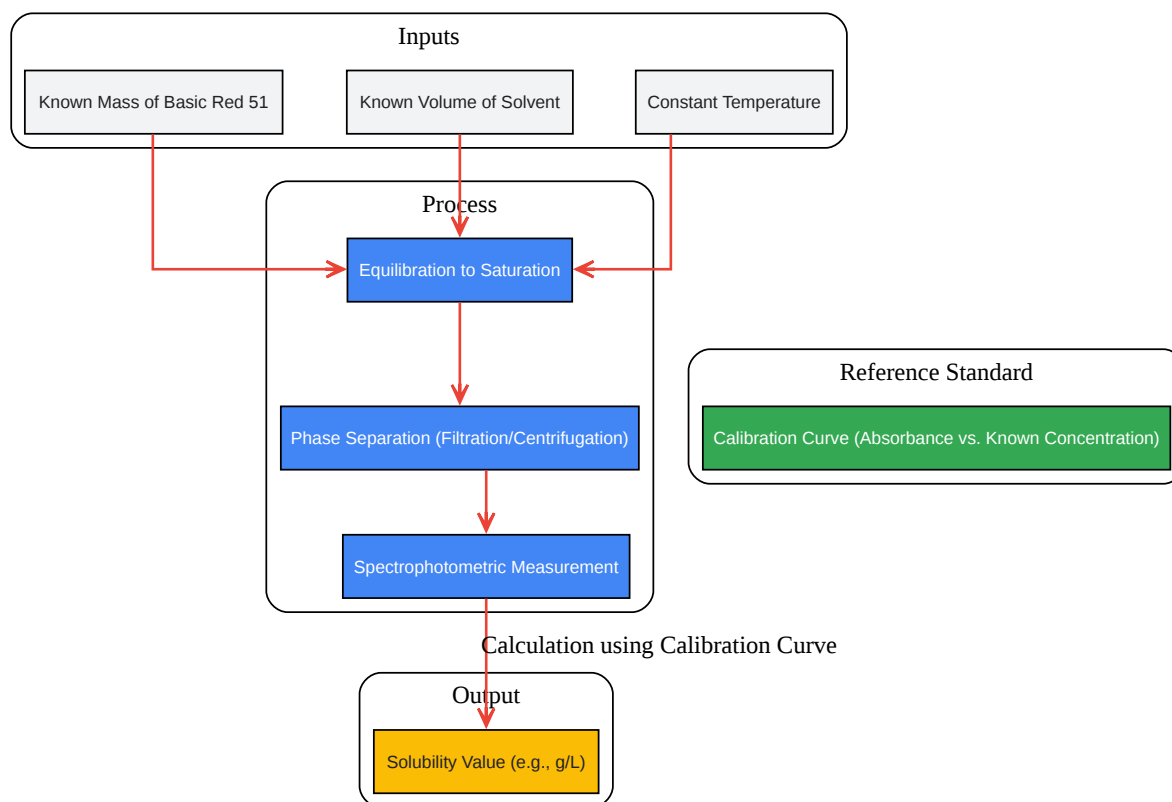 Inputs
Known Mass of Basic Red 51
Known Volume of Solvent
Constant Temperature
Process
Equilibration to Saturation
Phase Separation (Filtration/Centrifugation)
Spectrophotometric Measurement
Reference Standard
Calibration Curve (Absorbance vs. Known Concentration)
Calculation using Calibration Curve
Output
Solubility Value (e.g., g/L)